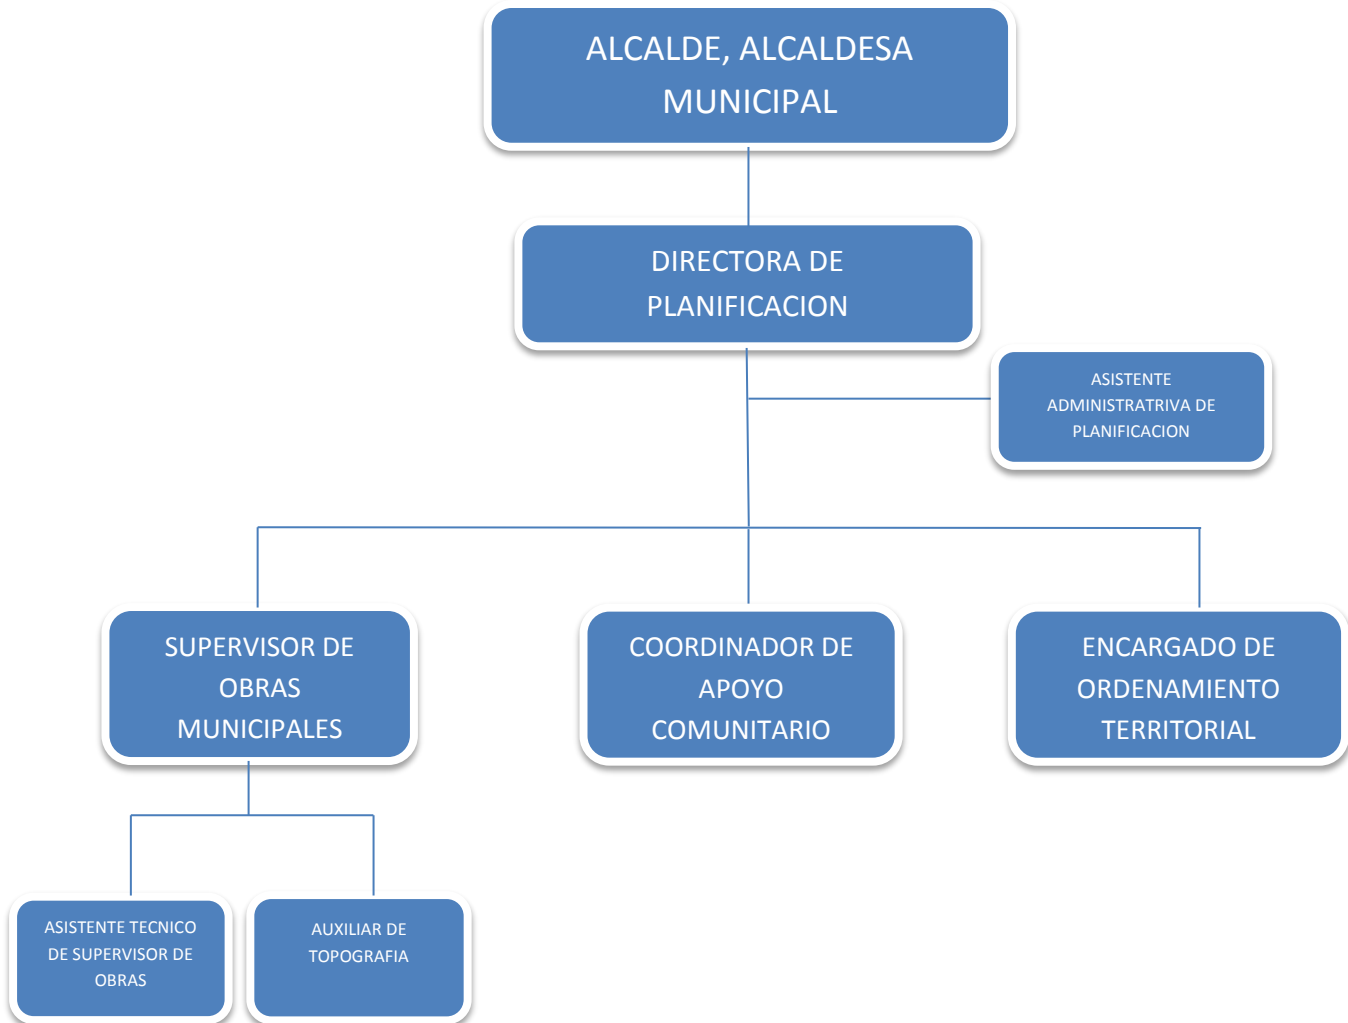 ALCALDE, ALCALDESA
MUNICIPAL
DIRECTORA DE
PLANIFICACION
ASISTENTE
ADMINISTRATRIVA DE
PLANIFICACION
SUPERVISOR DE
OBRAS
MUNICIPALES
COORDINADOR DE
APOYO
COMUNITARIO
ENCARGADO DE
ORDENAMIENTO
TERRITORIAL
ASISTENTE TECNICO
DE SUPERVISOR DE
OBRAS
AUXILIAR DE
TOPOGRAFIA